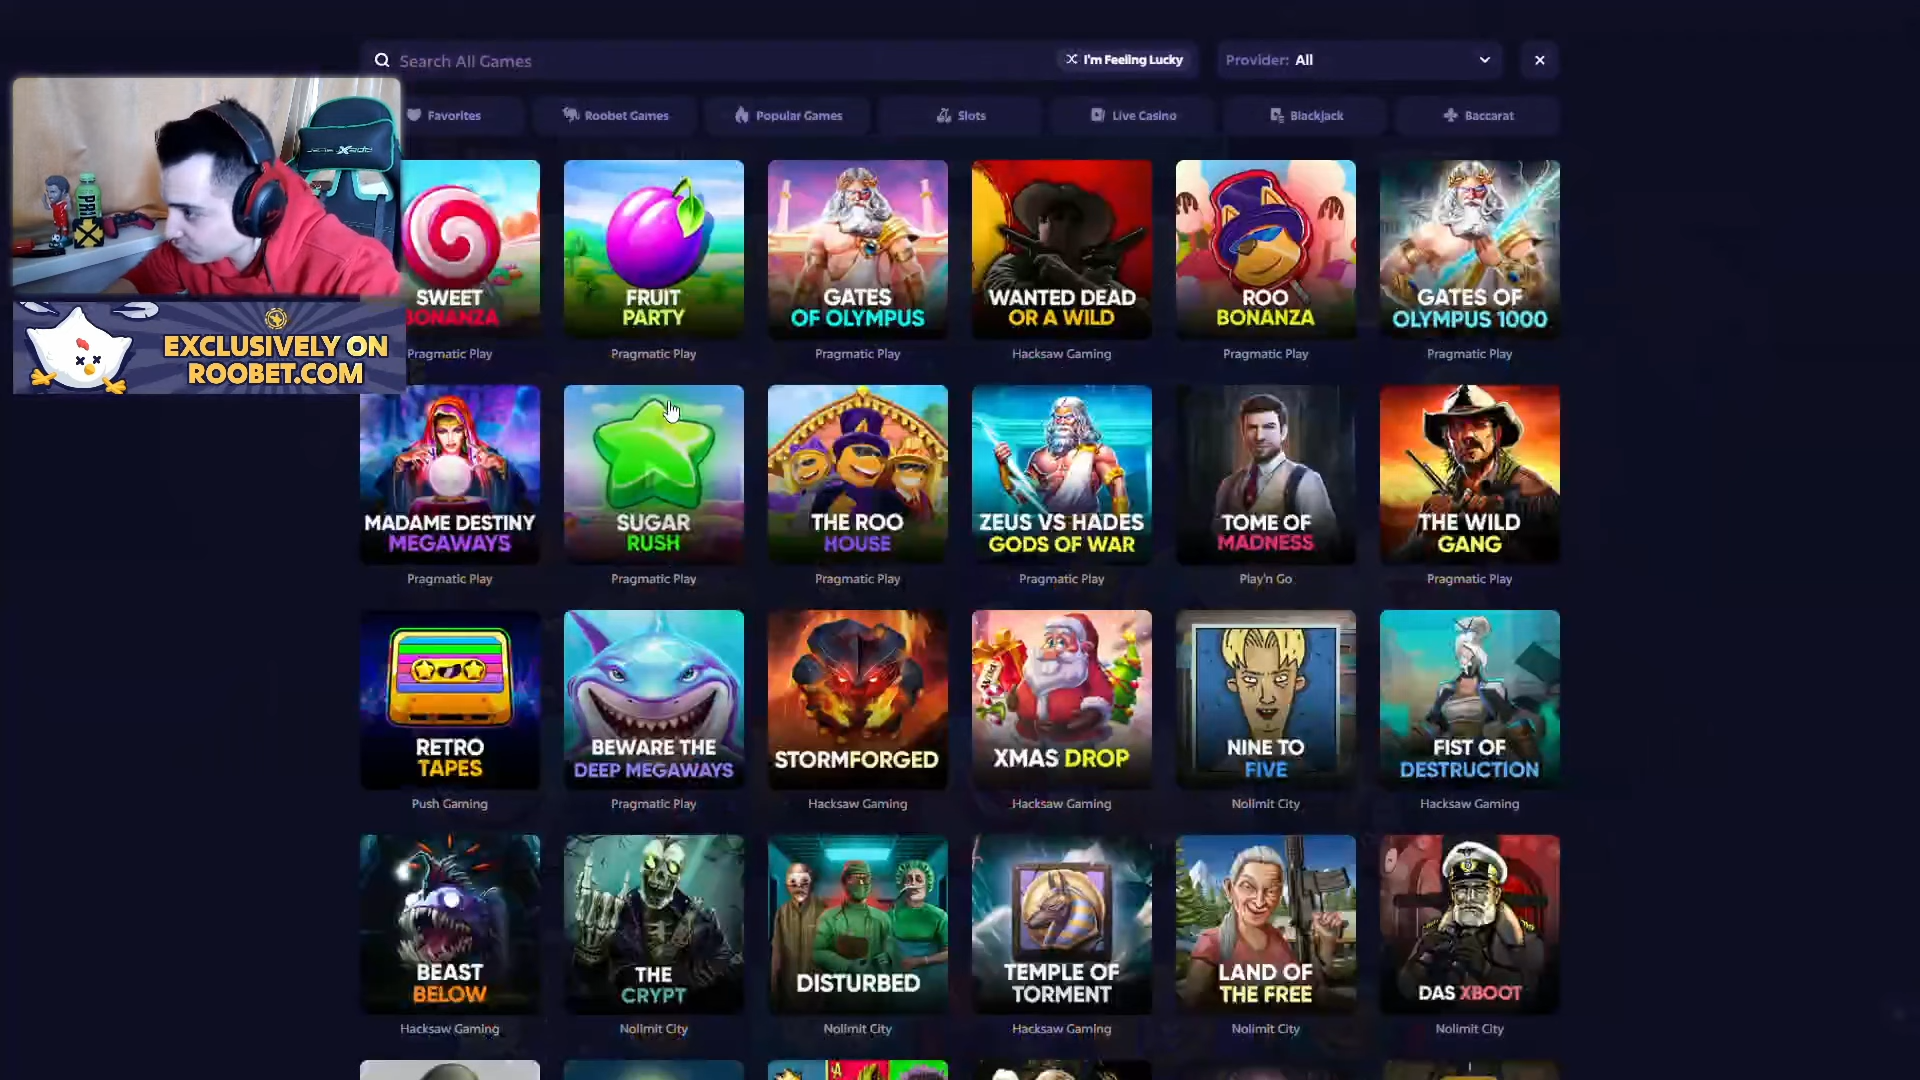 Search All Games
I'm Feeling Lucky
Provider: All
Favorites
Roobet Games
Popular Games
Slots
Live Casino
Blackjack
Baccarat
EXCLUSIVELY ON
ROOBET.COM
SWEET
BONANZA
Pragmatic Play
FRUIT
PARTY
Pragmatic Play
GATES
OF OLYMPUS
Pragmatic Play
WANTED DEAD
OR A WILD
Hacksaw Gaming
ROO
BONANZA
Pragmatic Play
GATES OF
OLYMPUS 1000
Pragmatic Play
MADAME DESTINY
MEGAWAYS
Pragmatic Play
SUGAR
RUSH
Pragmatic Play
THE ROO
HOUSE
Pragmatic Play
ZEUS VS HADES
GODS OF WAR
Pragmatic Play
TOME OF
MADNESS
Play'n Go
THE WILD
GANG
Pragmatic Play
RETRO
TAPES
Push Gaming
BEWARE THE
DEEP MEGAWAYS
Pragmatic Play
STORMFORGED
Hacksaw Gaming
XMAS DROP
Hacksaw Gaming
NINE TO
FIVE
Nolimit City
FIST OF
DESTRUCTION
Hacksaw Gaming
BEAST
BELOW
Hacksaw Gaming
THE
CRYPT
Nolimit City
DISTURBED
Nolimit City
TEMPLE OF
TORMENT
Hacksaw Gaming
LAND OF
THE FREE
Nolimit City
DAS XBOOT
Nolimit City